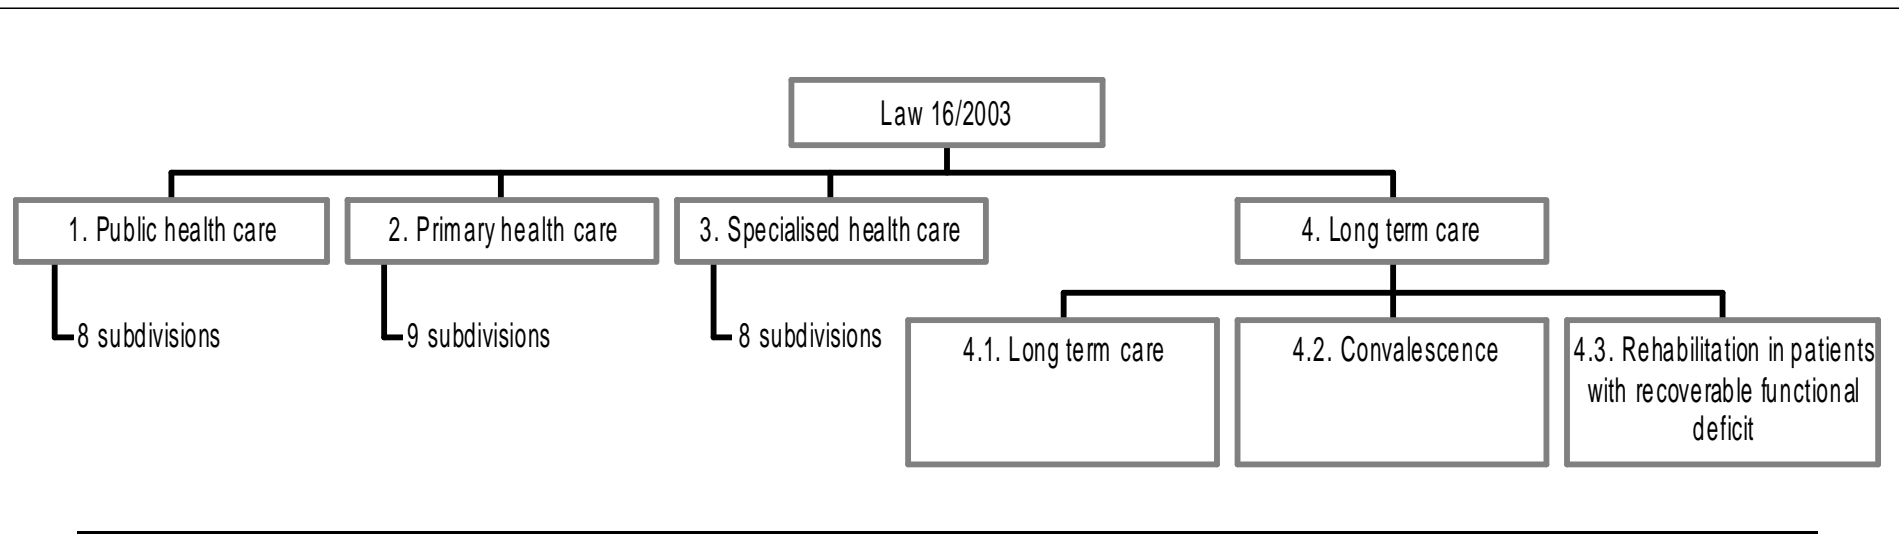 Law 16/2003
1. Public health care
2. Primary health care
3. Specialised health care
4. Long term care
8 subdivisions
9 subdivisions
8 subdivisions
4.1. Long term care
4.2. Convalescence
4.3. Rehabilitation in patients
with recoverable functional
deficit